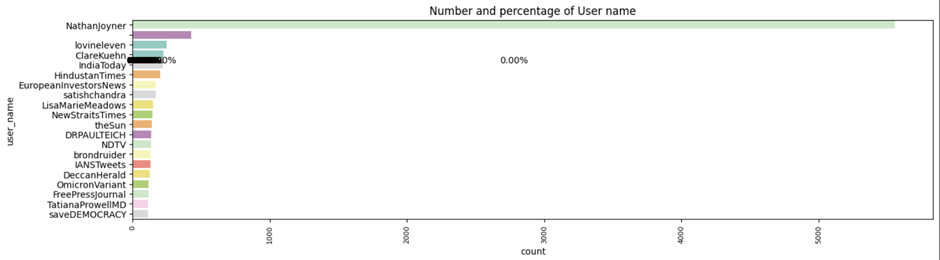 Number and percentage of User name
user_name
NathanJoyner
lovineleven
ClareKuehn
IndiaToday
HindustanTimes
EuropeanInvestorsNews
satishchandra
LisaMarieMeadows
NewStraitsTimes
theSun
DRPAULTEICH
NDTV
brondruider
IANSTweets
DeccanHerald
OmicronVariant
FreePressJournal
TatianaProwellMD
saveDEMOCRACY
0.00%
0 1000 2000 3000 4000 5000
count